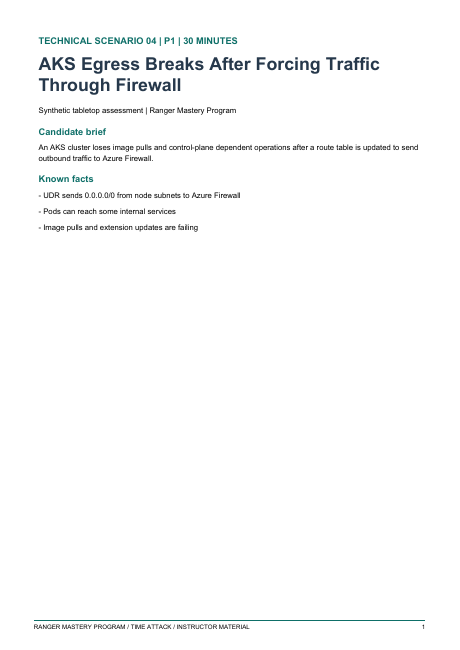 TECHNICAL SCENARIO 04 | P1 | 30 MINUTES
AKS Egress Breaks After Forcing Traffic
Through Firewall
Synthetic tabletop assessment | Ranger Mastery Program
Candidate brief
An AKS cluster loses image pulls and control-plane dependent operations after a route table is updated to send
outbound traffic to Azure Firewall.
Known facts
- UDR sends 0.0.0.0/0 from node subnets to Azure Firewall
- Pods can reach some internal services
- Image pulls and extension updates are failing
RANGER MASTERY PROGRAM / TIME ATTACK / INSTRUCTOR MATERIAL 1